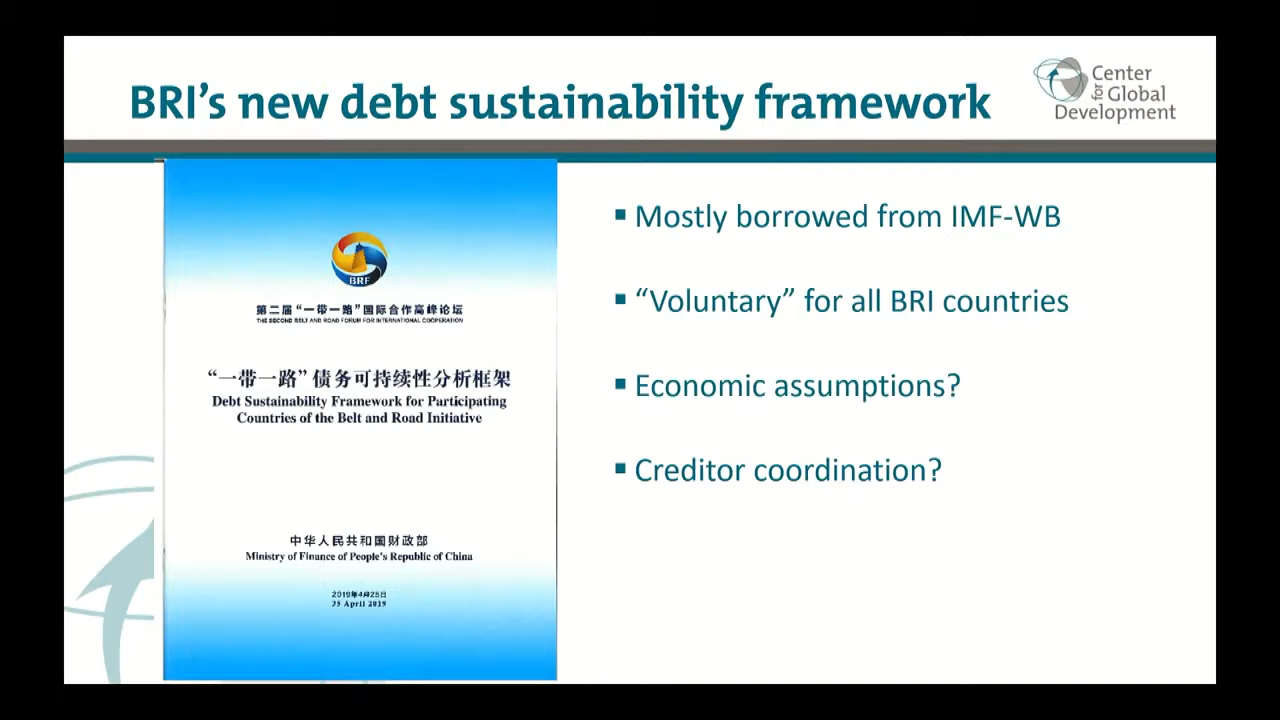 BRI’s new debt sustainability framework
Center
for Global
Development
BRF
第二届“一带一路”国际合作高峰论坛
THE SECOND BELT AND ROAD FORUM FOR INTERNATIONAL COOPERATION
“一带一路”债务可持续性分析框架
Debt Sustainability Framework for Participating
Countries of the Belt and Road Initiative
中华人民共和国财政部
Ministry of Finance of People's Republic of China
2019年4月25日
25 April 2019
▪ Mostly borrowed from IMF-WB
▪ “Voluntary” for all BRI countries
▪ Economic assumptions?
▪ Creditor coordination?